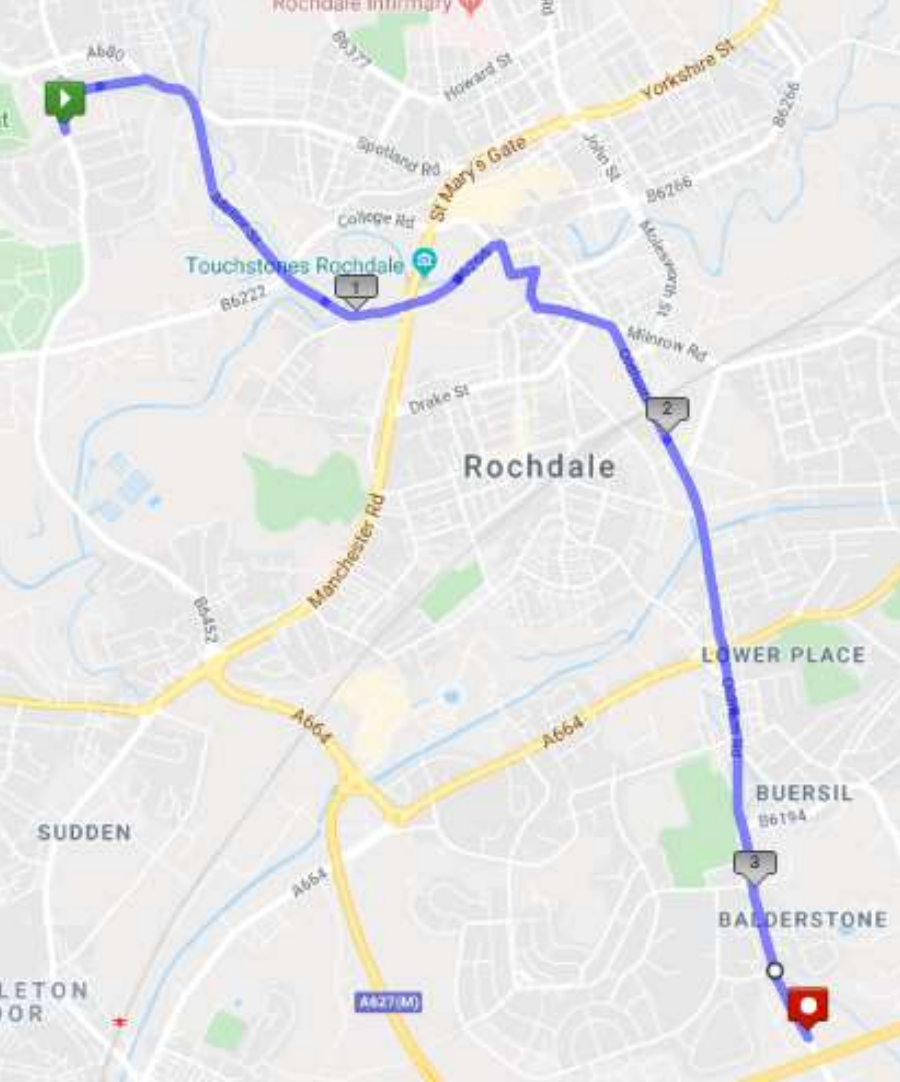 Rochdale Infirmary
A680
B6377
Howard St
Yorkshire St
B6266
Spotland Rd
St Mary's Gate
John St
B6266
College Rd
Molesworth St
Touchstones Rochdale
1
B6222
Milnrow Rd
Drake St
2
Rochdale
Manchester Rd
B6452
LOWER PLACE
A664
A664
BUERSIL
B6194
SUDDEN
3
A664
BALDERSTONE
LETON
OOR
A627(M)